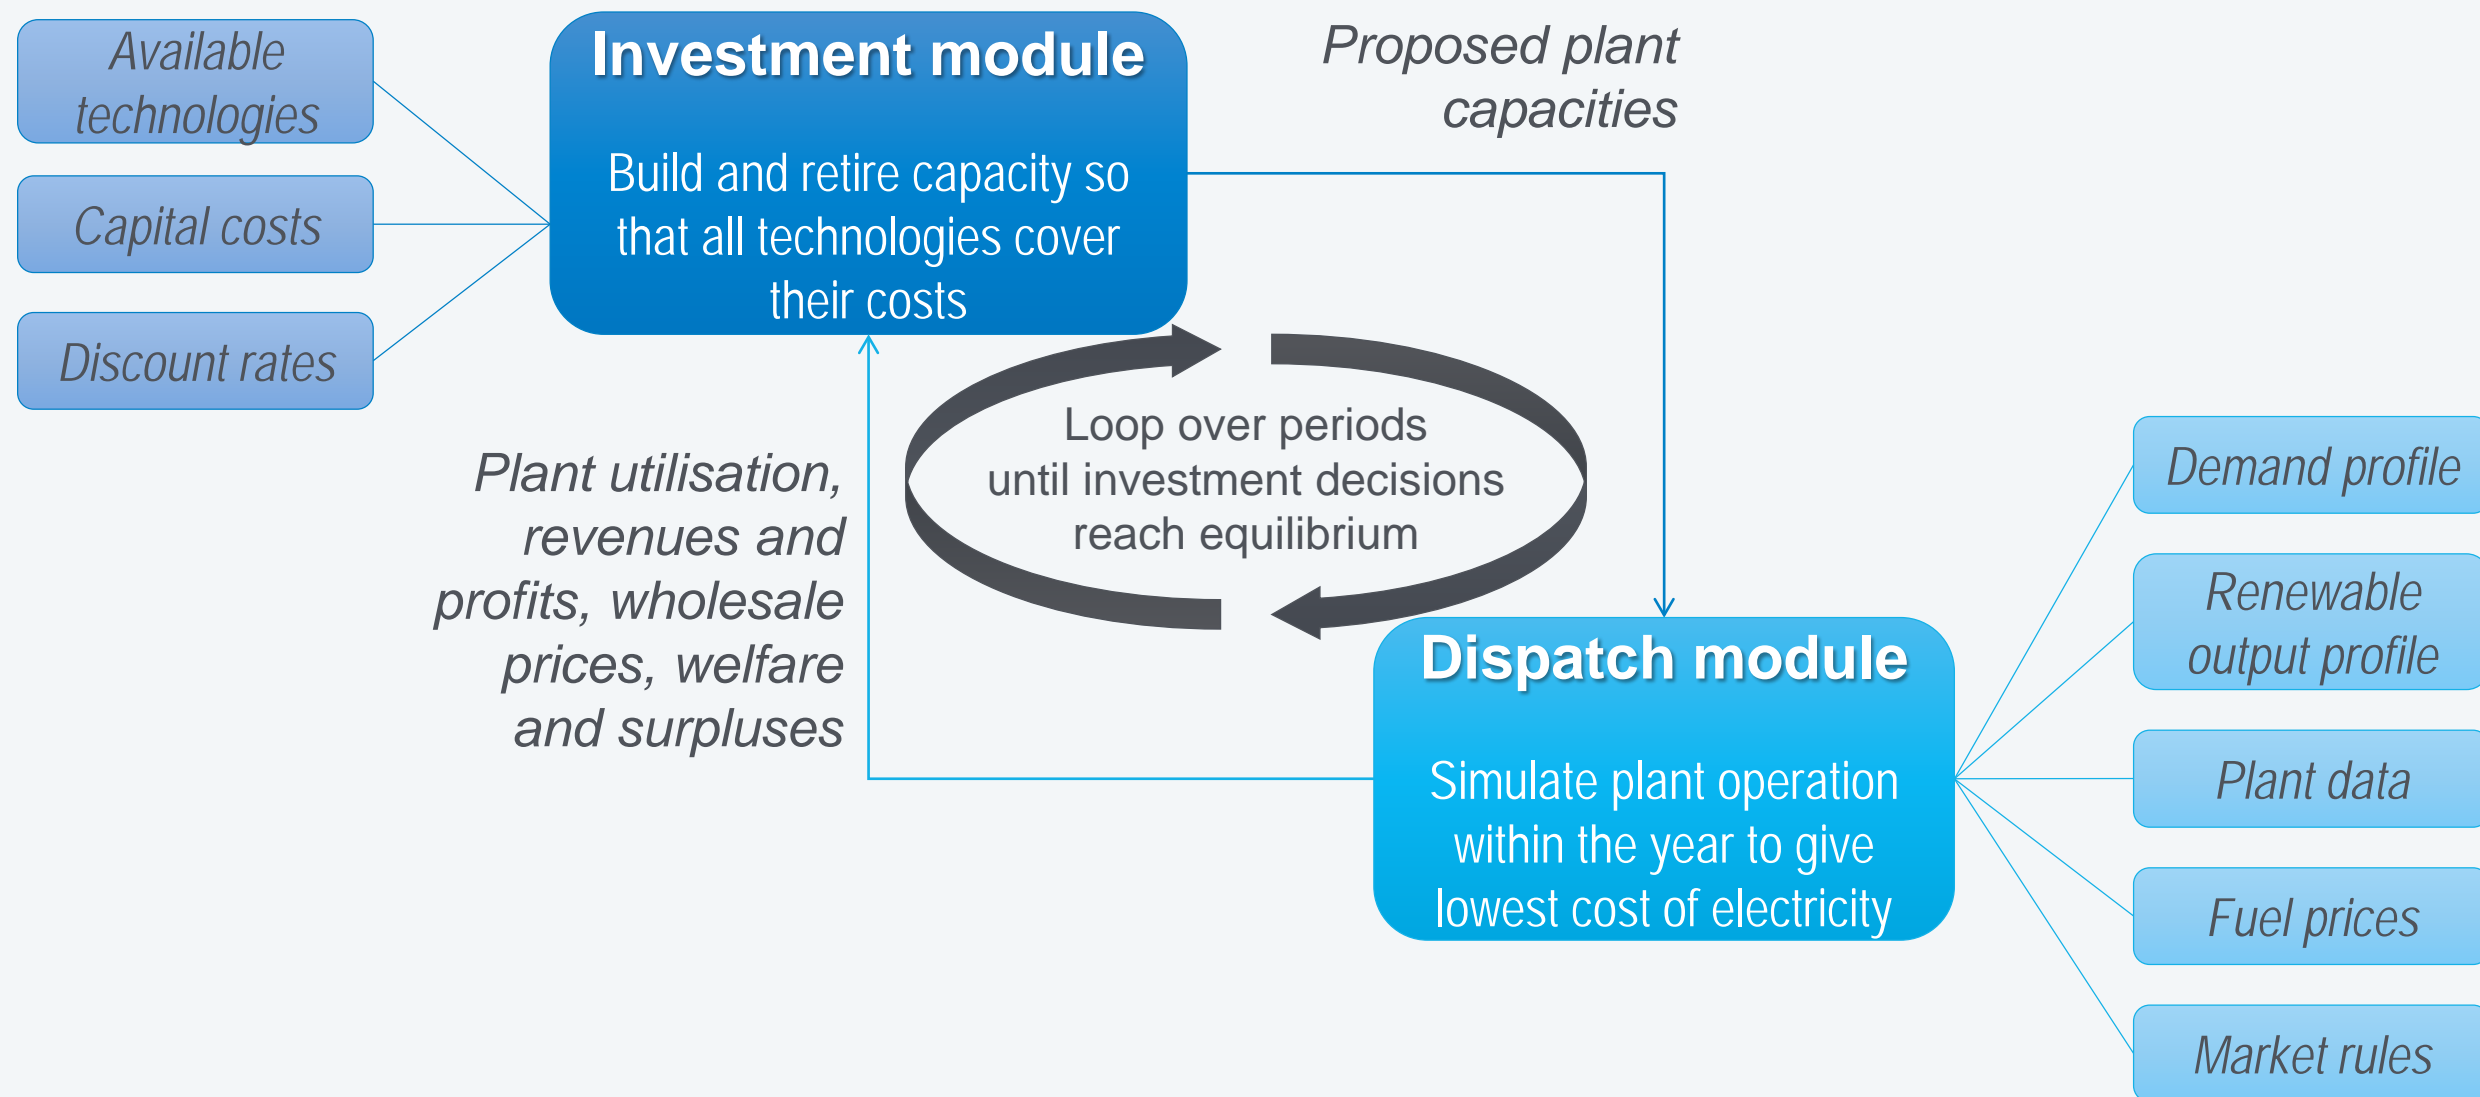 Available
technologies
Capital costs
Discount rates
Investment module
Build and retire capacity so
that all technologies cover
their costs
Proposed plant
capacities
Loop over periods
until investment decisions
reach equilibrium
Plant utilisation,
revenues and
profits, wholesale
prices, welfare
and surpluses
Dispatch module
Simulate plant operation
within the year to give
lowest cost of electricity
Demand profile
Renewable
output profile
Plant data
Fuel prices
Market rules